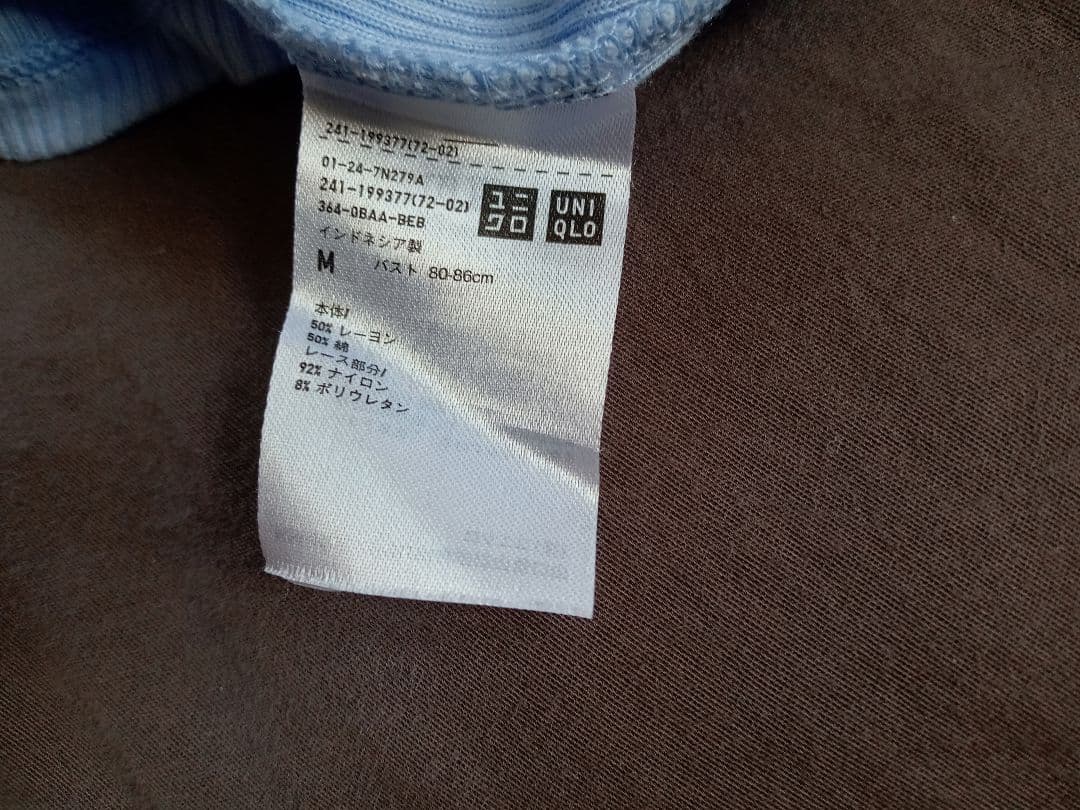 241-199377(72-02)
01-24-7N279A
241-199377(72-02)
364-0BAA-BEB
ユニクロ
UNIQLO
インドネシア製
M バスト 80-86cm
本体/
50% レーヨン
50% 綿
レース部分/
92% ナイロン
8% ポリウレタン